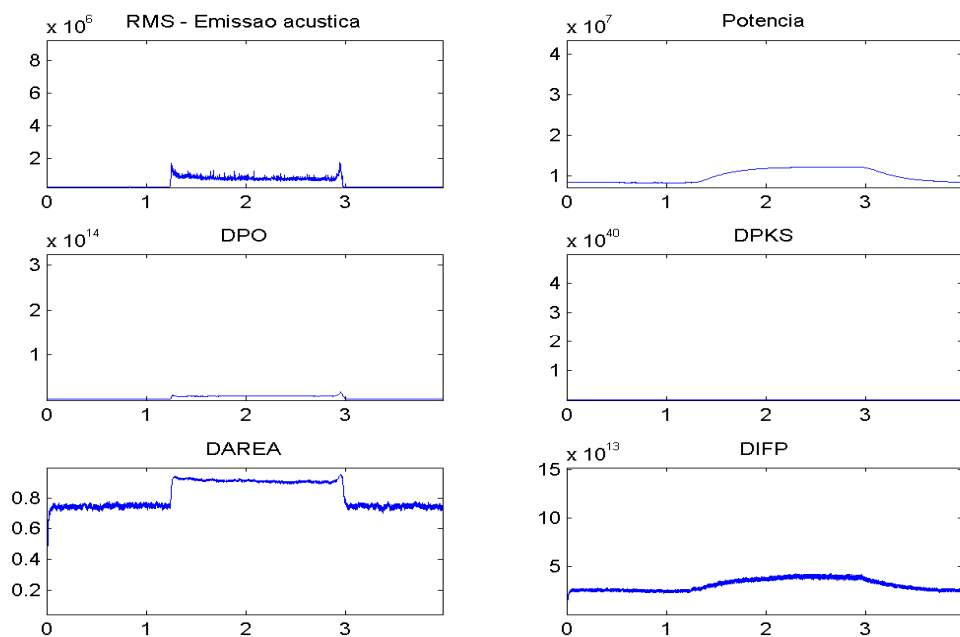 RMS - Emissao acustica
x 10^6
8
6
4
2
0 1 2 3
Potencia
x 10^7
4
3
2
1
0 1 2 3
DPO
x 10^14
3
2
1
0 1 2 3
DPKS
x 10^40
4
3
2
1
0 1 2 3
DAREA
0.8
0.6
0.4
0.2
0 1 2 3
DIFP
x 10^13
15
10
5
0 1 2 3